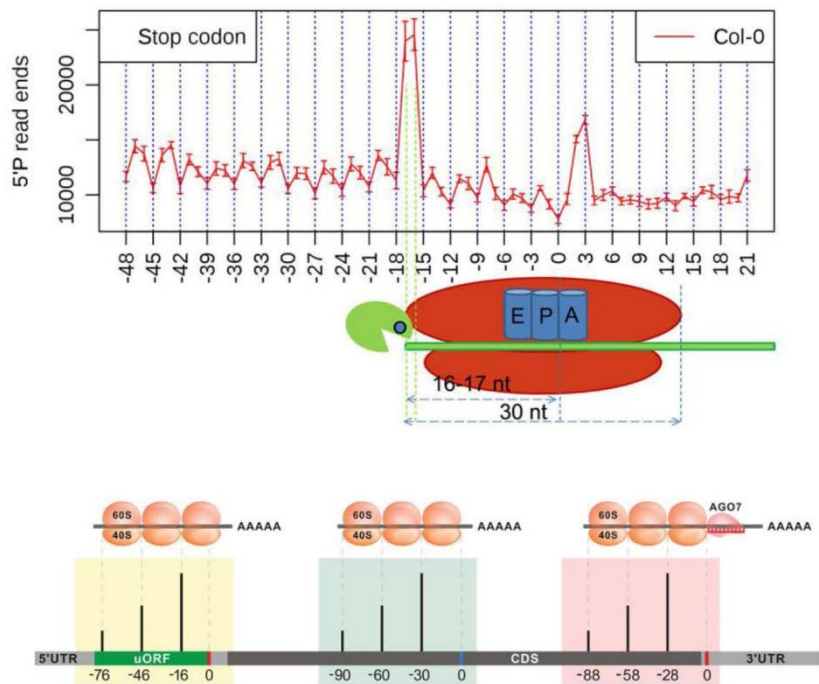 Stop codon
Col-0
5'P read ends
10000 20000
-48 -45 -42 -39 -36 -33 -30 -27 -24 -21 -18 -15 -12 -9 -6 -3 0 3 6 9 12 15 18 21
E P A
16-17 nt
30 nt
60S 60S 60S AGO7
40S AAAAA 40S AAAAA 40S AAAAA
5'UTR uORF CDS 3'UTR
-76 -46 -16 0 -90 -60 -30 0 -88 -58 -28 0